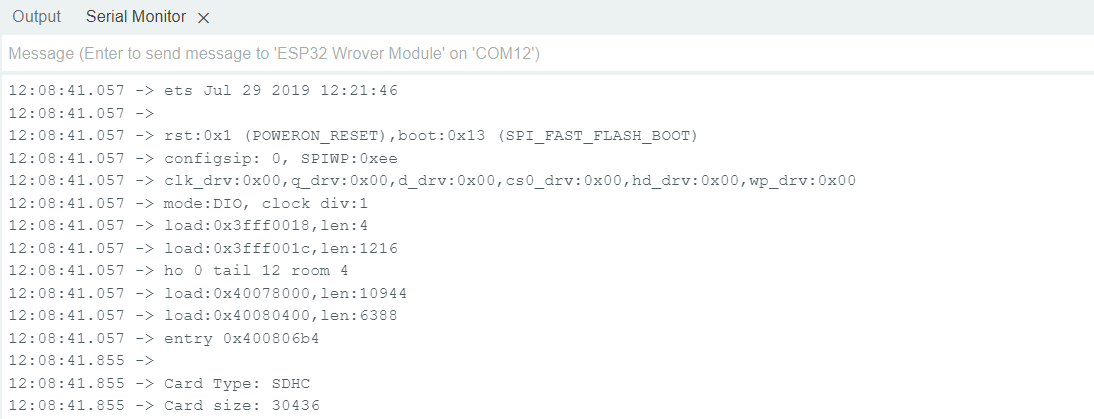 Output Serial Monitor ×
Message (Enter to send message to 'ESP32 Wrover Module' on 'COM12')
12:08:41.057 -> ets Jul 29 2019 12:21:46
12:08:41.057 ->
12:08:41.057 -> rst:0x1 (POWERON_RESET),boot:0x13 (SPI_FAST_FLASH_BOOT)
12:08:41.057 -> configsip: 0, SPIWP:0xee
12:08:41.057 -> clk_drv:0x00,q_drv:0x00,d_drv:0x00,cs0_drv:0x00,hd_drv:0x00,wp_drv:0x00
12:08:41.057 -> mode:DIO, clock div:1
12:08:41.057 -> load:0x3fff0018,len:4
12:08:41.057 -> load:0x3fff001c,len:1216
12:08:41.057 -> ho 0 tail 12 room 4
12:08:41.057 -> load:0x40078000,len:10944
12:08:41.057 -> load:0x40080400,len:6388
12:08:41.057 -> entry 0x400806b4
12:08:41.855 ->
12:08:41.855 -> Card Type: SDHC
12:08:41.855 -> Card size: 30436